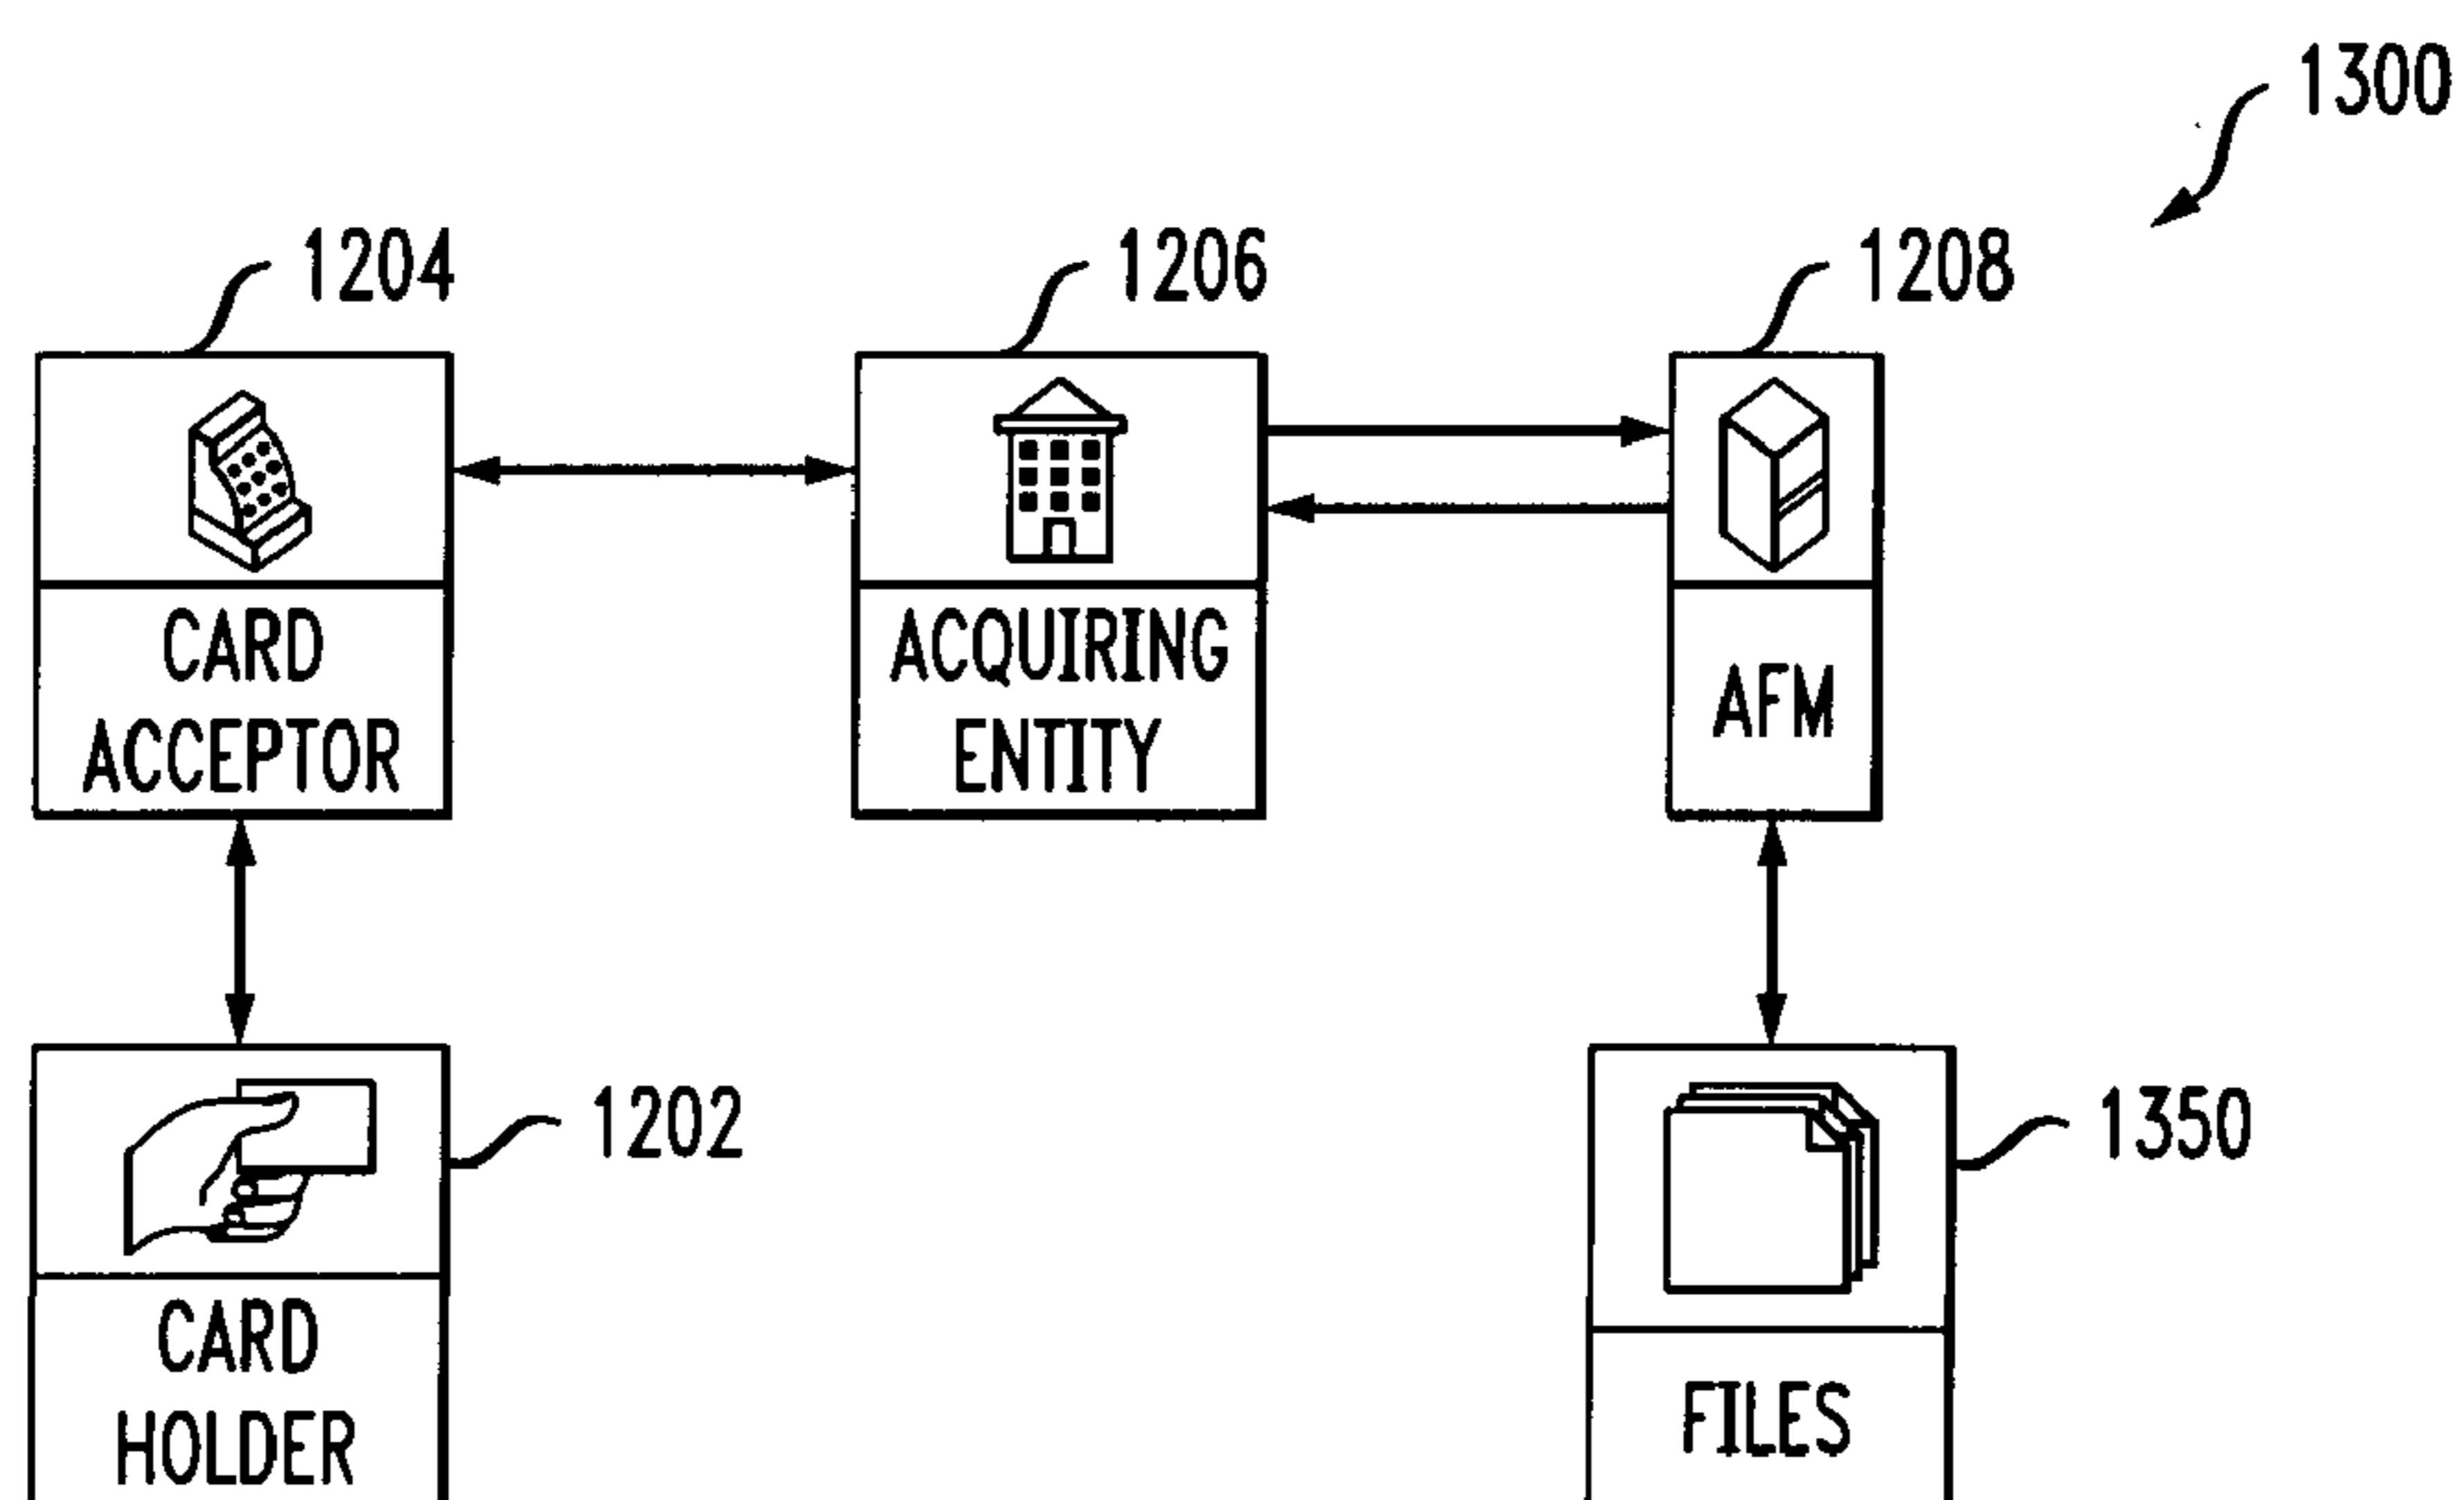 1300
1204
1206
1208
CARD
ACCEPTOR
ACQUIRING
ENTITY
AFM
1202
1350
CARD
HOLDER
FILES